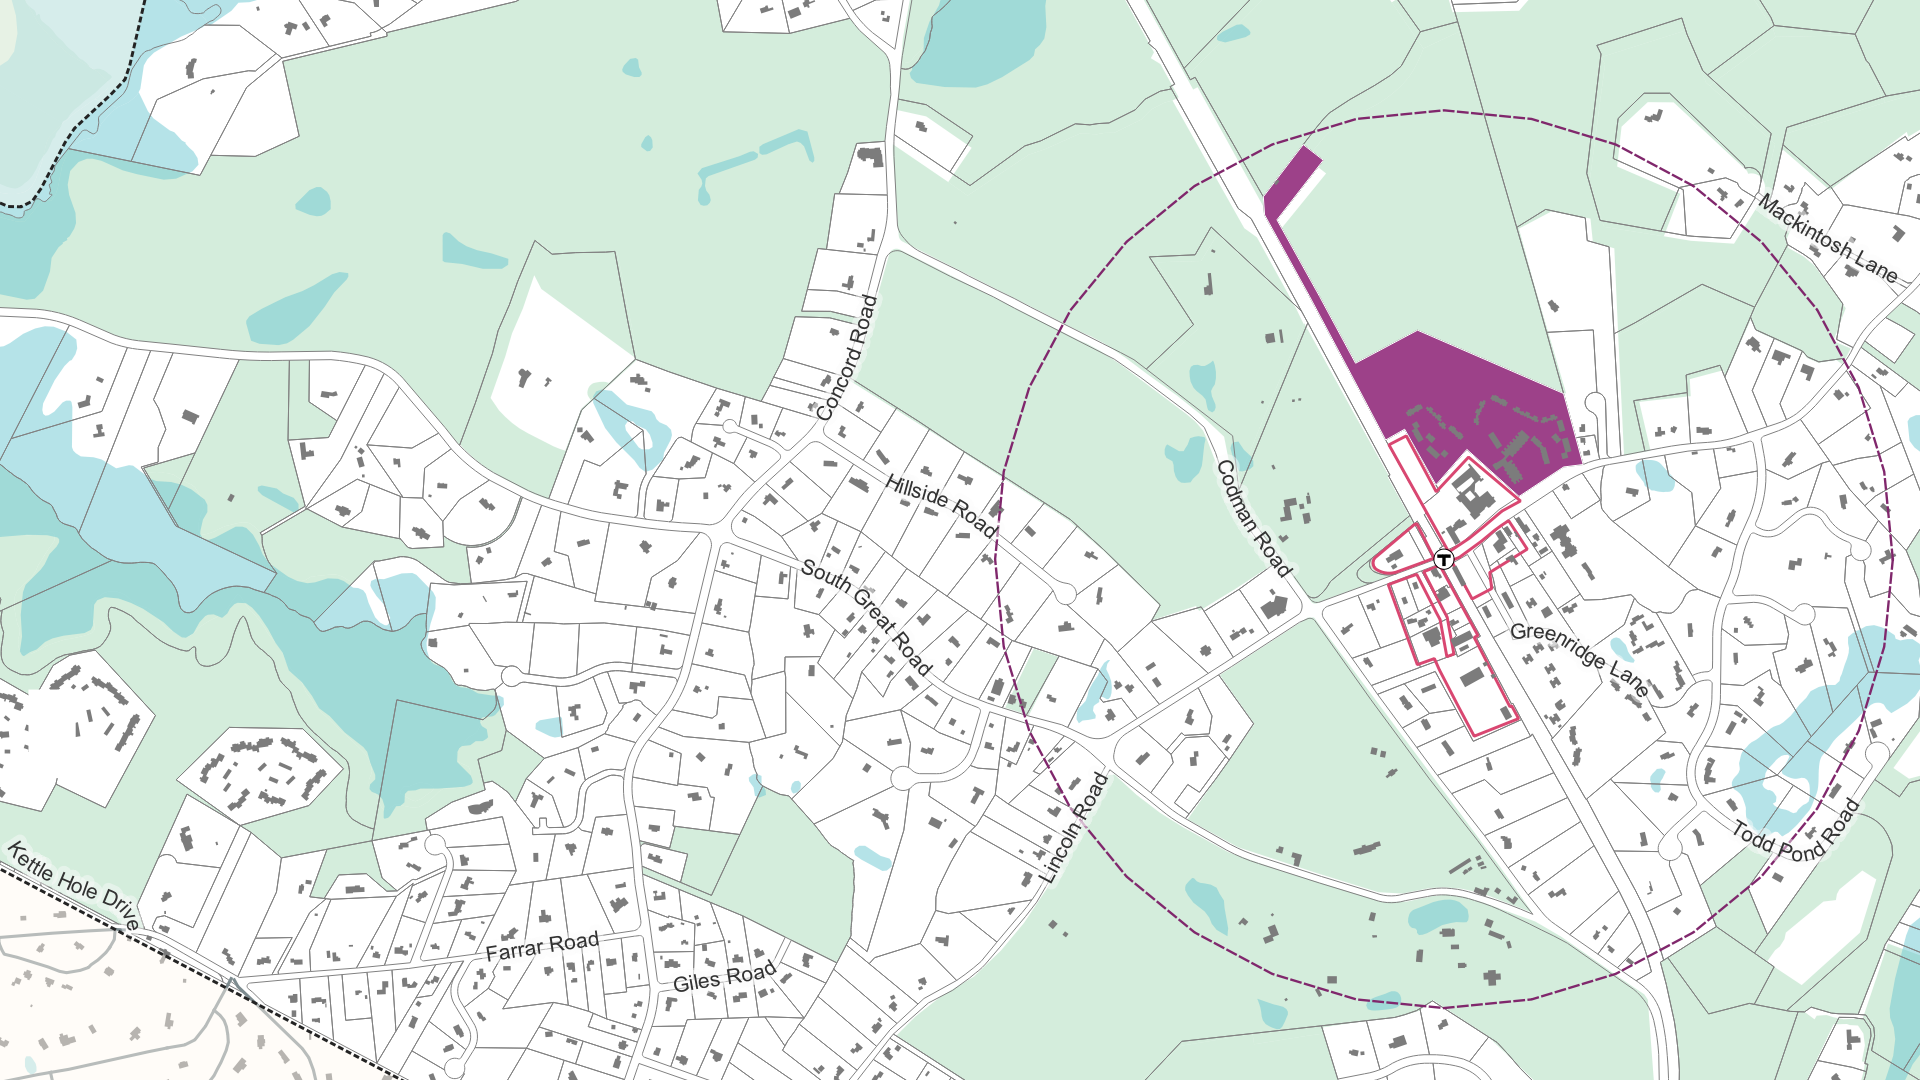 Mackintosh Lane
Concord Road
Hillside Road
Codman Road
T
South Great Road
Greenridge Lane
Lincoln Road
Todd Pond Road
Kettle Hole Drive
Farrar Road
Giles Road